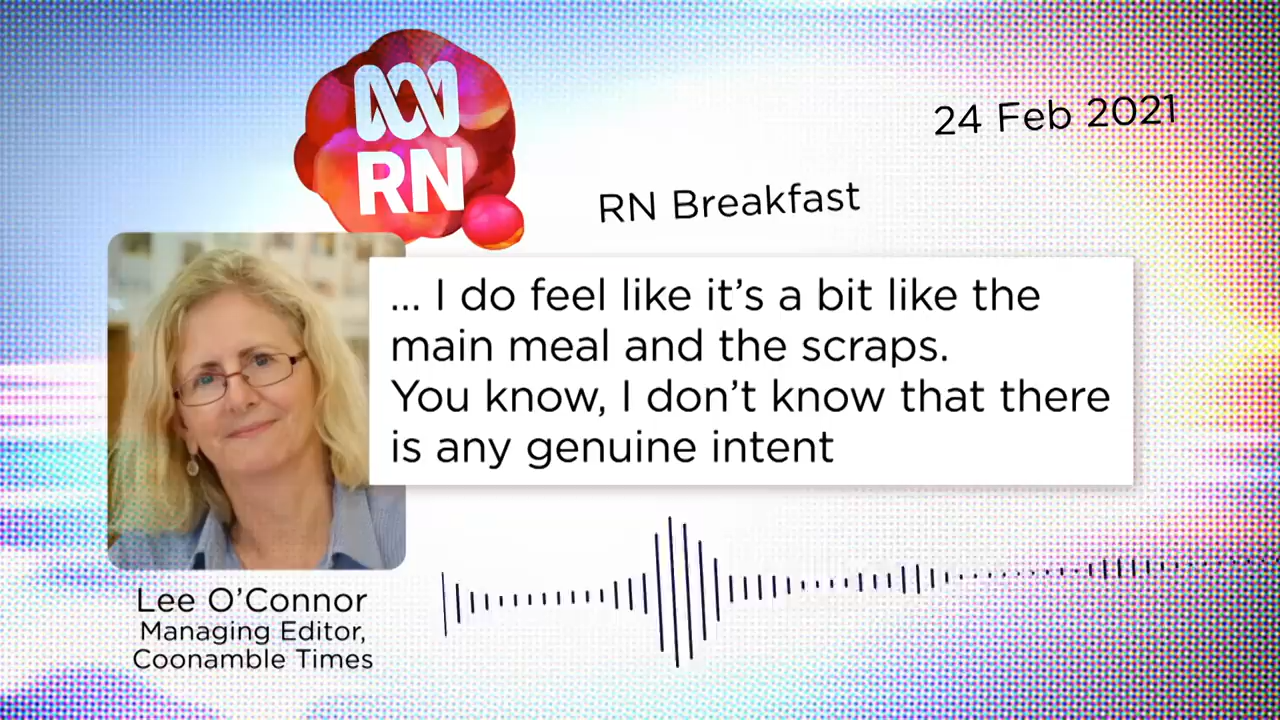 RN
24 Feb 2021
RN Breakfast
... I do feel like it's a bit like the
main meal and the scraps.
You know, I don't know that there
is any genuine intent
Lee O'Connor
Managing Editor,
Coonamble Times